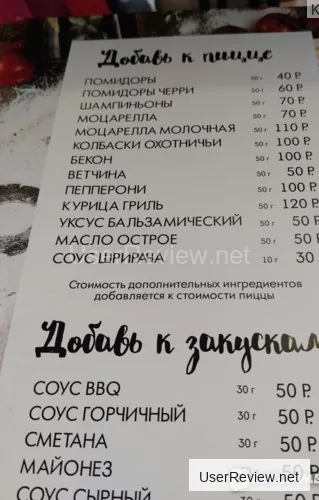 Добавь к пицце
ПОМИДОРЫ 50 г 40 Р.
ПОМИДОРЫ ЧЕРРИ 50 г 60 Р.
ШАМПИНЬОНЫ 50 г 70 Р.
МОЦАРЕЛЛА 50 г 70 Р.
МОЦАРЕЛЛА МОЛОЧНАЯ 50 г 110 Р.
КОЛБАСКИ ОХОТНИЧЬИ 50 г 100 Р.
БЕКОН 50 г 100 Р.
ВЕТЧИНА 50 г 50 Р.
ПЕППЕРОНИ 50 г 100 Р.
КУРИЦА ГРИЛЬ 50 г 120 Р.
УКСУС БАЛЬЗАМИЧЕСКИЙ 50 г 50 Р.
МАСЛО ОСТРОЕ 50 г 50 Р.
СОУС ШРИРАЧА 10 г 30
UserReview.net
Стоимость дополнительных ингредиентов
добавляется к стоимости пиццы
Добавь к закускам
СОУС BBQ 30 г 50 Р.
СОУС ГОРЧИЧНЫЙ 30 г 50 Р.
СМЕТАНА 30 г 50 Р.
МАЙОНЕЗ 50 Р.
СОУС СЫРНЫЙ
UserReview.net